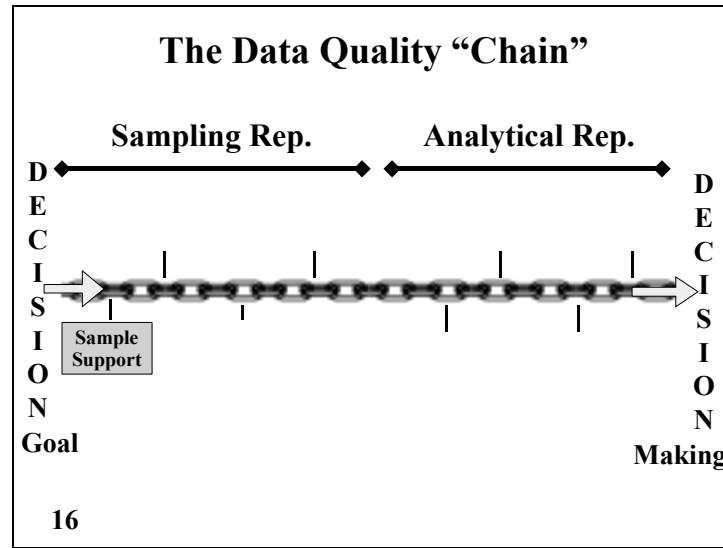 The Data Quality “Chain”
Sampling Rep.
Analytical Rep.
D
E
C
I
S
I
O
N
Goal
Sample
Support
D
E
C
I
S
I
O
N
Making
16